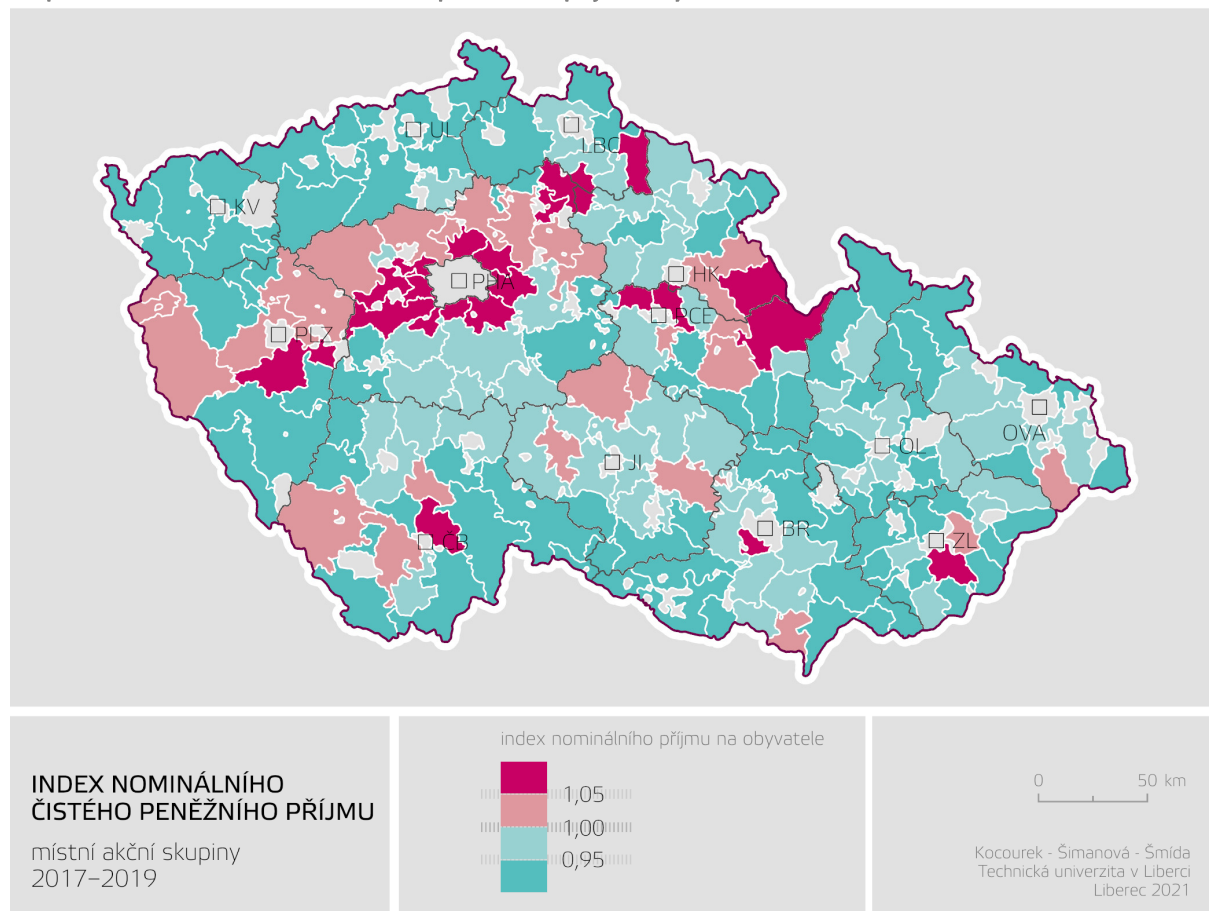 UL
LBC
KV
PHA
HK
PCE
PLZ
OVA
OL
JI
BR
ČB
ZL
INDEX NOMINÁLNÍHO
ČISTÉHO PENĚŽNÍHO PŘÍJMU
místní akční skupiny
2017–2019
index nominálního příjmu na obyvatele
1,05
1,00
0,95
0 50 km
Kocourek - Šimanová - Šmída
Technická univerzita v Liberci
Liberec 2021